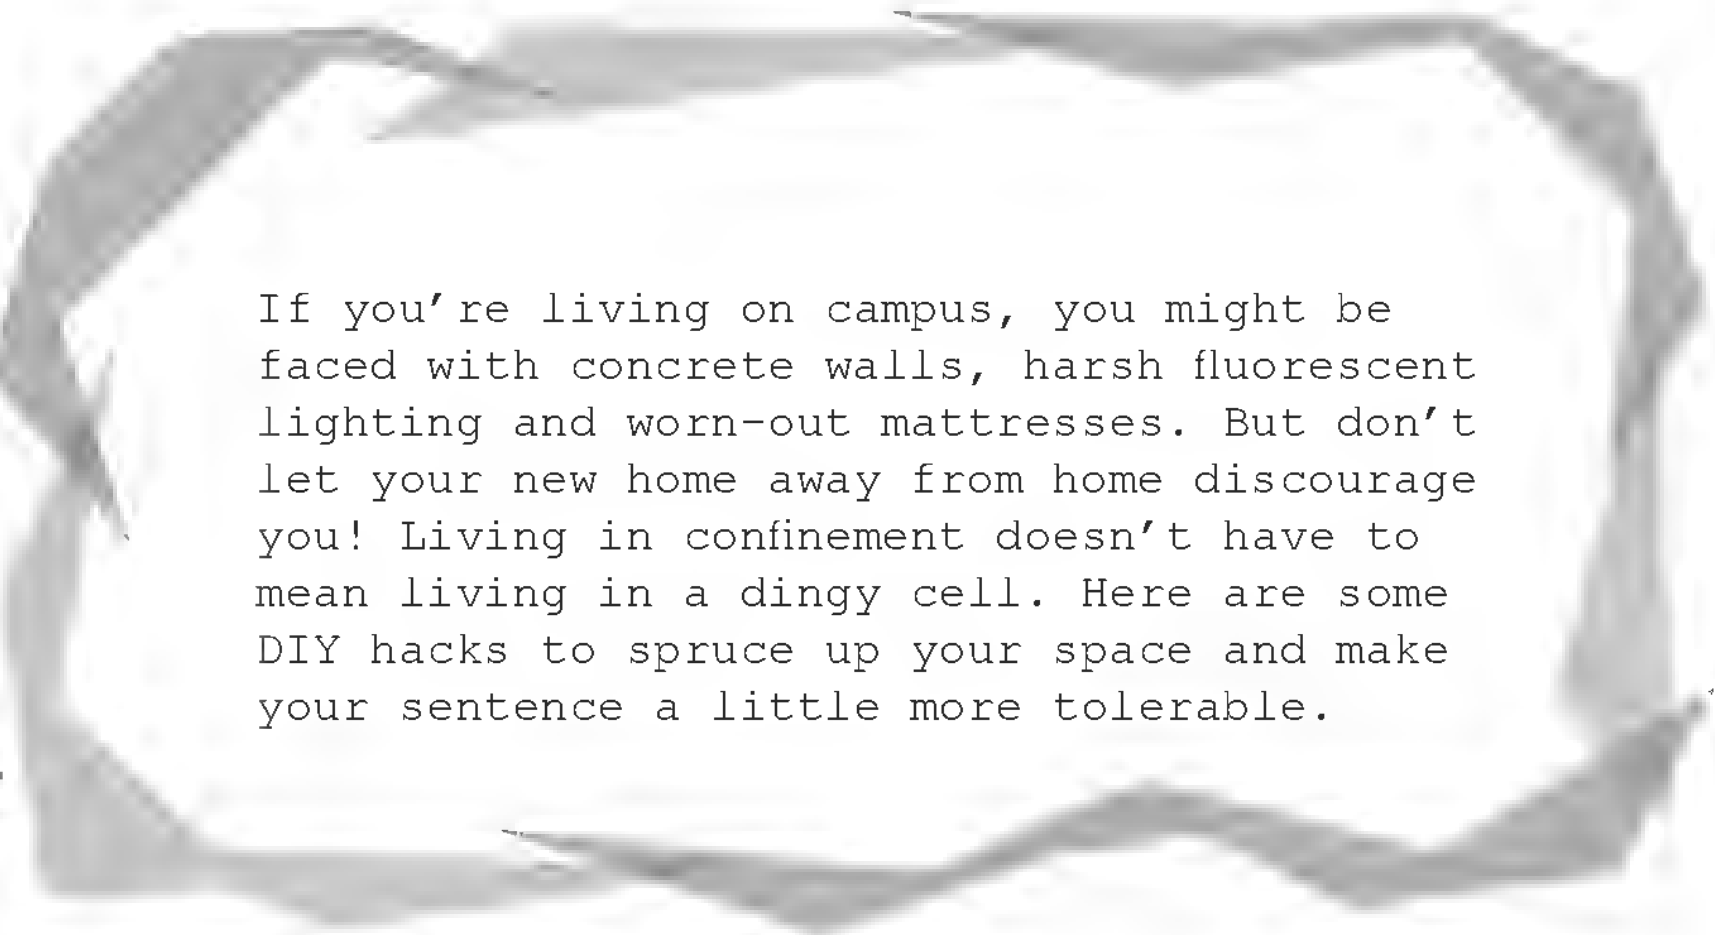 If you’re living on campus, you might be
faced with concrete walls, harsh fluorescent
lighting and worn-out mattresses. But don’t
let your new home away from home discourage
you! Living in confinement doesn’t have to
mean living in a dingy cell. Here are some
DIY hacks to spruce up your space and make
your sentence a little more tolerable.